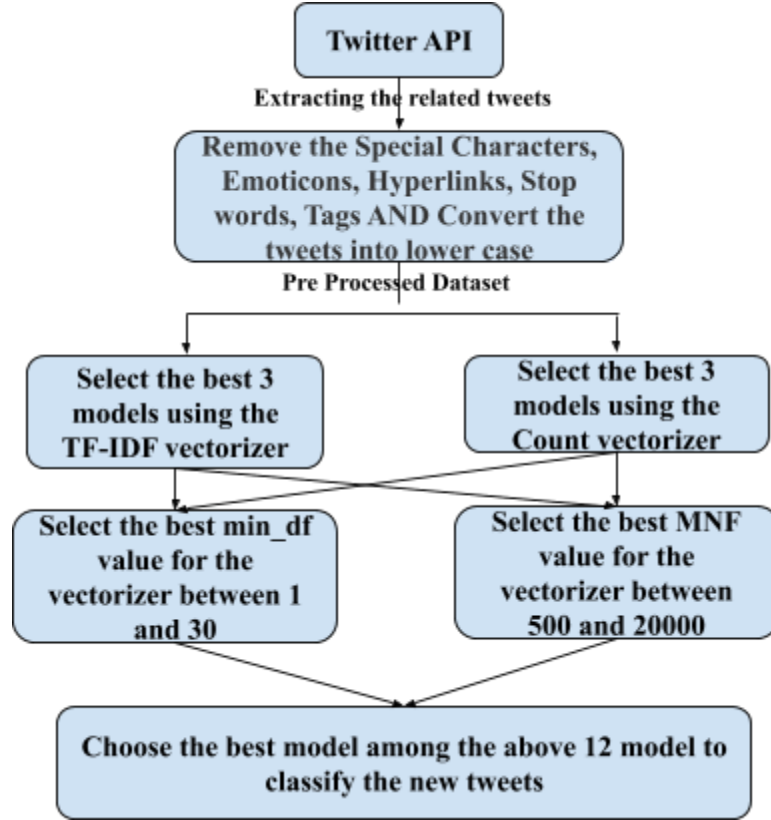 Twitter API
Extracting the related tweets
Remove the Special Characters,
Emoticons, Hyperlinks, Stop
words, Tags AND Convert the
tweets into lower case
Pre Processed Dataset
Select the best 3
models using the
TF-IDF vectorizer
Select the best 3
models using the
Count vectorizer
Select the best min_df
value for the
vectorizer between 1
and 30
Select the best MNF
value for the
vectorizer between
500 and 20000
Choose the best model among the above 12 model to
classify the new tweets